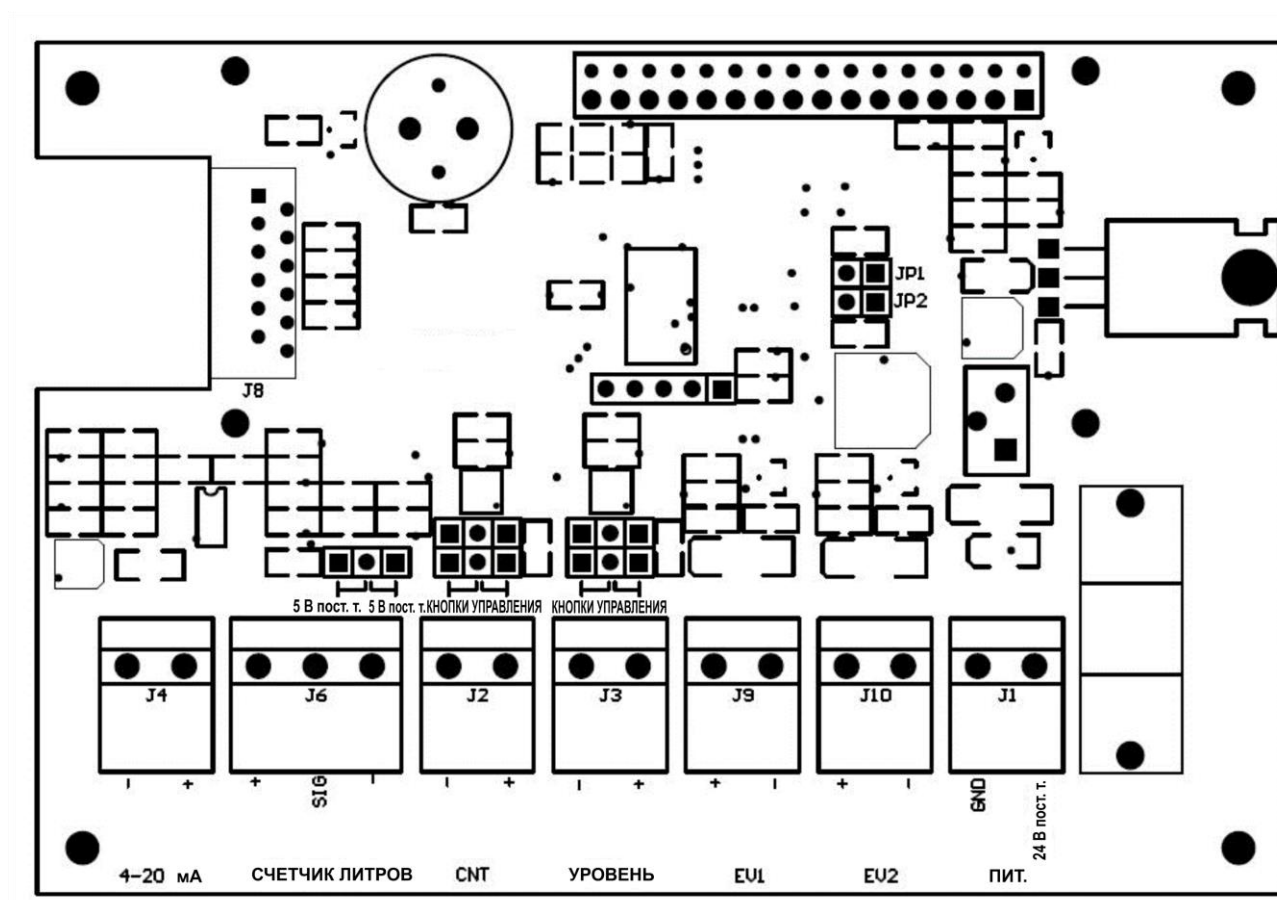 JP1
JP2
J8
5 В пост. т. 5 В пост. т. КНОПКИ УПРАВЛЕНИЯ КНОПКИ УПРАВЛЕНИЯ
J4 J6 J2 J3 J9 J10 J1
- + + SIG - - + - + + - + - GND 24 В пост. т.
4-20 мА СЧЕТЧИК ЛИТРОВ CNT УРОВЕНЬ EV1 EV2 ПИТ.